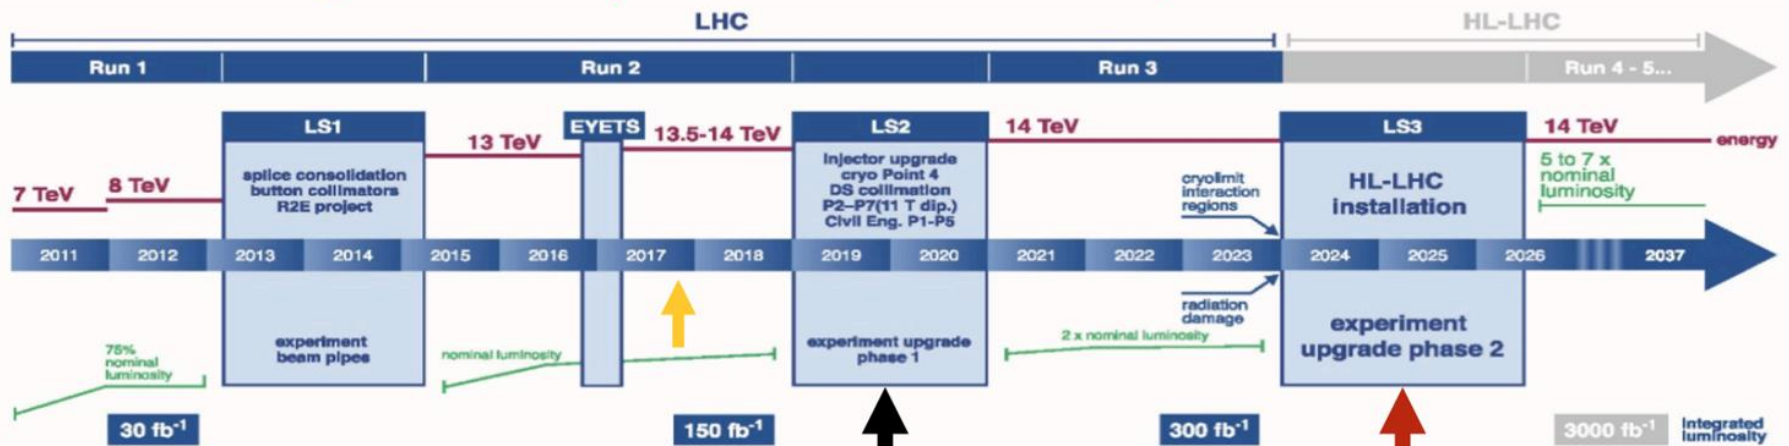 LHC
HL-LHC
Run 1
Run 2
Run 3
Run 4 - 5...
LS1
EYETS
LS2
LS3
7 TeV
8 TeV
13 TeV
13.5-14 TeV
14 TeV
14 TeV
energy
splice consolidation
button collimators
R2E project
Injector upgrade
cryo Point 4
DS collimation
P2-P7(11 T dip.)
Civil Eng. P1-P5
cryolimit
interaction
regions
HL-LHC
installation
5 to 7 x
nominal
luminosity
2011
2012
2013
2014
2015
2016
2017
2018
2019
2020
2021
2022
2023
2024
2025
2026
2037
75%
nominal
luminosity
experiment
beam pipes
nominal luminosity
experiment upgrade
phase 1
2 x nominal luminosity
radiation
damage
experiment
upgrade phase 2
30 fb⁻¹
150 fb⁻¹
300 fb⁻¹
3000 fb⁻¹
Integrated
luminosity